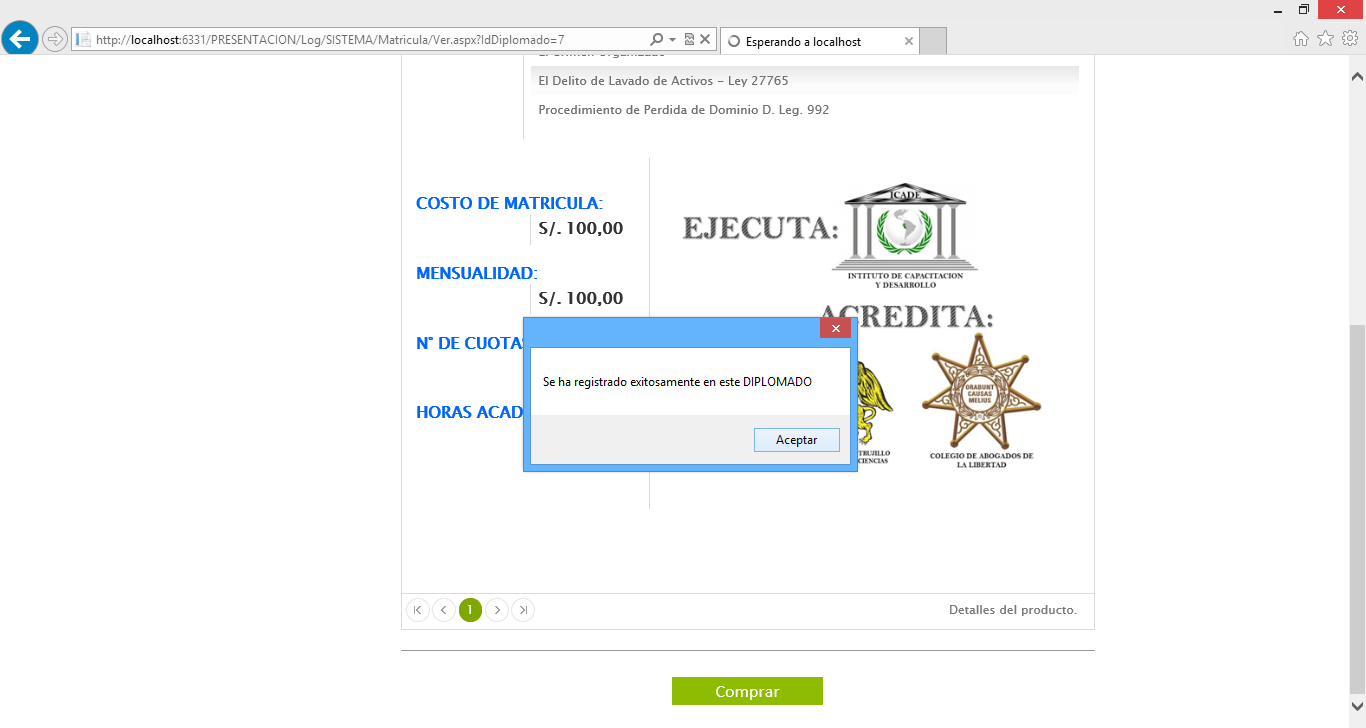 http://localhost:6331/PRESENTACION/Log/SISTEMA/Matricula/Ver.aspx?IdDiplomado=7
Esperando a localhost
El Delito de Lavado de Activos - Ley 27765
Procedimiento de Perdida de Dominio D. Leg. 992
COSTO DE MATRICULA:
S/. 100,00
MENSUALIDAD:
S/. 100,00
N° DE CUOTAS
HORAS ACAD
EJECUTA:
ICADE
INTITUTO DE CAPACITACION
Y DESARROLLO
ACREDITA:
TRUJILLO
CIENCIAS
ORABUNT
CAUSAS
MELIUS
COLEGIO DE ABOGADOS DE
LA LIBERTAD
Se ha registrado exitosamente en este DIPLOMADO
Aceptar
1
Detalles del producto.
Comprar